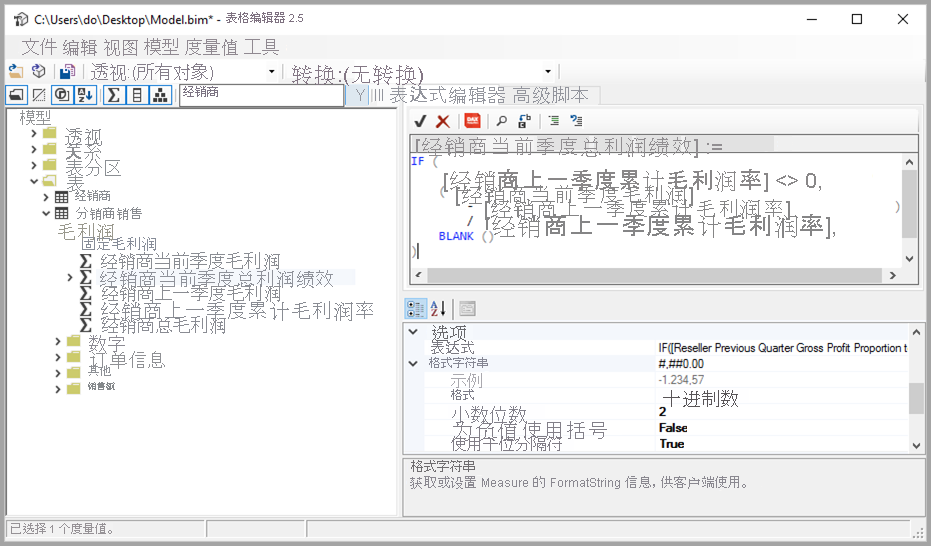 C:\Users\do\Desktop\Model.bim* - 表格编辑器 2.5
文件 编辑 视图 模型 度量值 工具
透视:(所有对象) 转换:(无转换)
经销商
表达式编辑器 高级脚本
模型
透视
关系
表分区
表
经销商
分销商销售
毛利润
固定毛利润
经销商当前季度毛利润
经销商当前季度总利润绩效
经销商上一季度毛利润
经销商上一季度累计毛利润率
经销商总毛利润
数字
订单信息
其他
销售额
[经销商当前季度总利润绩效] :=
IF (
[经销商上一季度累计毛利润率] <> 0,
( [经销商当前季度毛利润]
[经销商上一季度累计毛利润率] )
/ [经销商上一季度累计毛利润率],
BLANK ()
)
选项
表达式 IF([Reseller Previous Quarter Gross Profit Proportion t
格式字符串 #,##0.00
示例 -1.234,57
格式 十进制数
小数位数 2
为负值使用括号 False
使用千位分隔符 True
格式字符串
获取或设置 Measure 的 FormatString 信息, 供客户端使用。
已选择 1 个度量值。